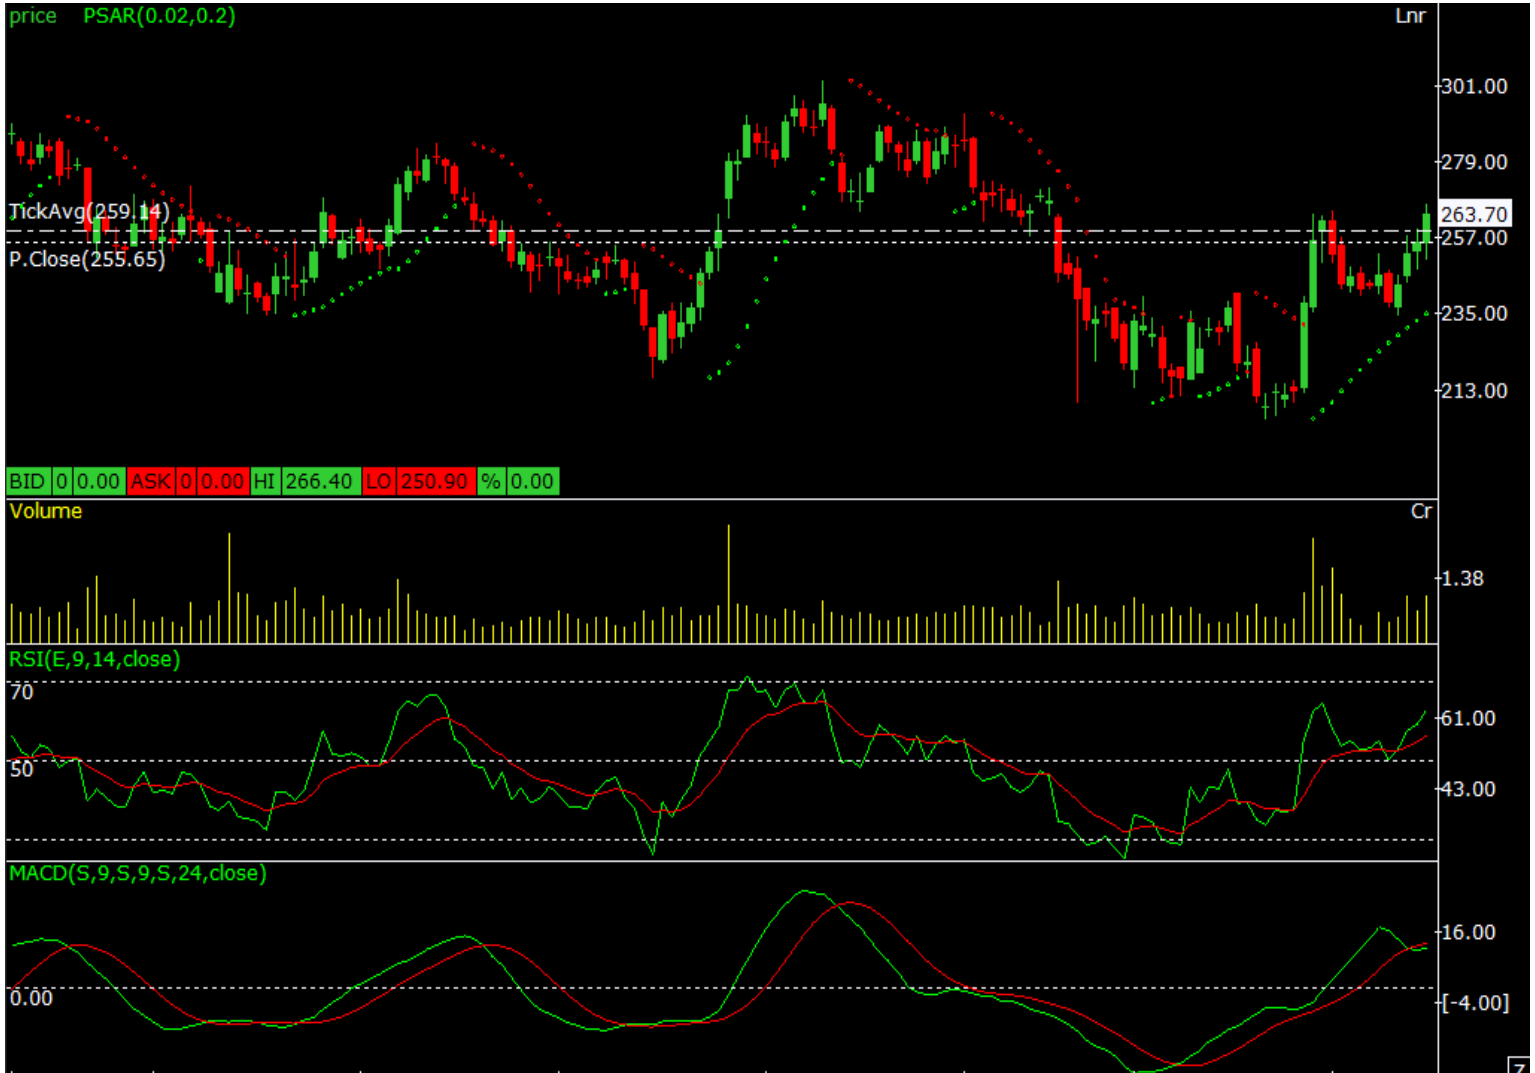 price PSAR(0.02,0.2) Lnr
301.00
279.00
TickAvg(259.14) 263.70
257.00
P.Close(255.65)
235.00
213.00
BID 0 0.00 ASK 0 0.00 HI 266.40 LO 250.90 % 0.00
Volume Cr
1.38
RSI(E,9,14,close)
70
61.00
50
43.00
MACD(S,9,S,9,S,24,close)
16.00
0.00
[-4.00]
Z